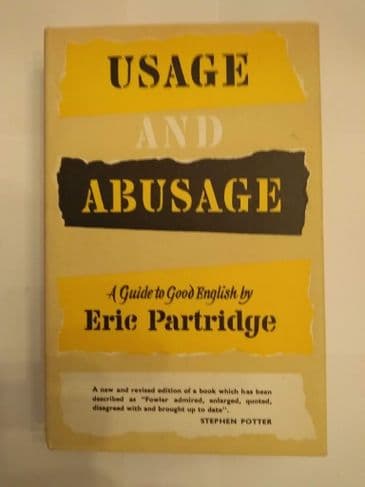 USAGE
AND
ABUSAGE
A Guide to Good English by
Eric Partridge
A new and revised edition of a book which has been
described as "Fowler admired, enlarged, quoted,
disagreed with and brought up to date".
STEPHEN POTTER